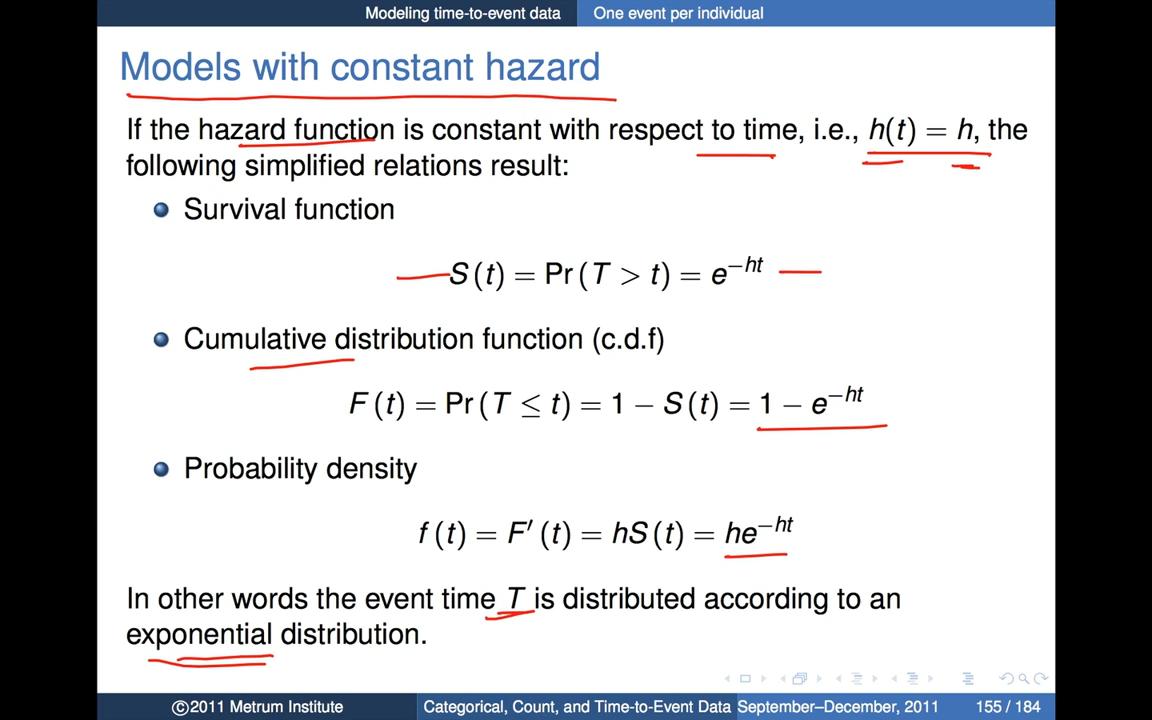 Modeling time-to-event data One event per individual
Models with constant hazard
If the hazard function is constant with respect to time, i.e., h(t) = h, the
following simplified relations result:
Survival function
S(t) = Pr(T > t) = e^{-ht}
Cumulative distribution function (c.d.f)
F(t) = Pr(T ≤ t) = 1 − S(t) = 1 − e^{-ht}
Probability density
f(t) = F′(t) = hS(t) = he^{-ht}
In other words the event time T is distributed according to an
exponential distribution.
©2011 Metrum Institute Categorical, Count, and Time-to-Event Data September–December, 2011 155 / 184